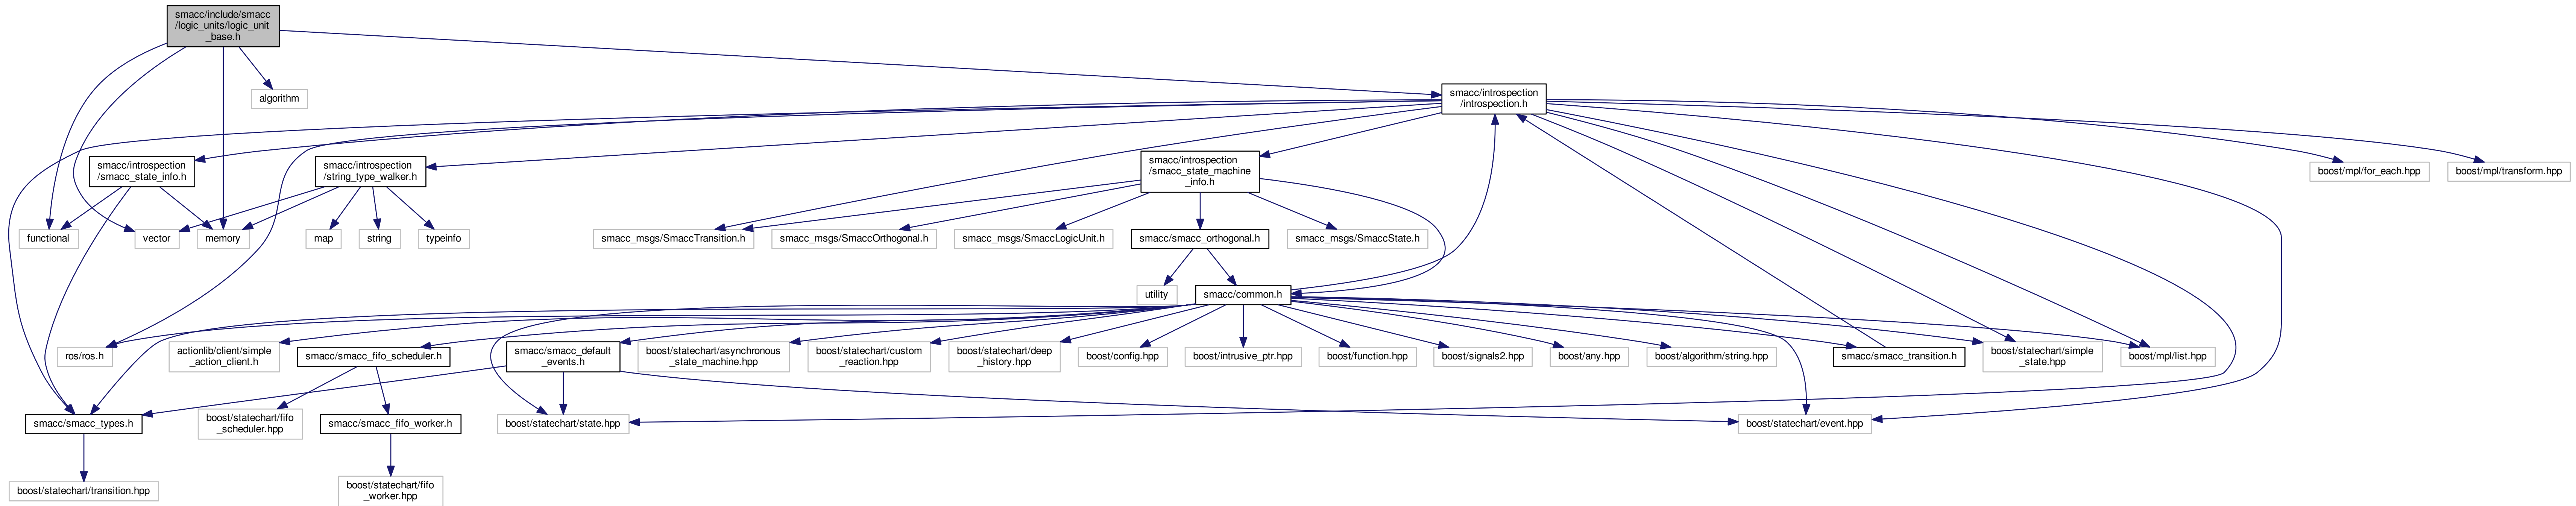 smacc/include/smacc
/logic_units/logic_unit
_base.h
algorithm
smacc/introspection
/introspection.h
smacc/introspection
/smacc_state_info.h
smacc/introspection
/string_type_walker.h
smacc/introspection
/smacc_state_machine
_info.h
boost/mpl/for_each.hpp
boost/mpl/transform.hpp
functional
vector
memory
map
string
typeinfo
smacc_msgs/SmaccTransition.h
smacc_msgs/SmaccOrthogonal.h
smacc_msgs/SmaccLogicUnit.h
smacc/smacc_orthogonal.h
smacc_msgs/SmaccState.h
utility
smacc/common.h
ros/ros.h
actionlib/client/simple
_action_client.h
smacc/smacc_fifo_scheduler.h
smacc/smacc_default
_events.h
boost/statechart/asynchronous
_state_machine.hpp
boost/statechart/custom
_reaction.hpp
boost/statechart/deep
_history.hpp
boost/config.hpp
boost/intrusive_ptr.hpp
boost/function.hpp
boost/signals2.hpp
boost/any.hpp
boost/algorithm/string.hpp
smacc/smacc_transition.h
boost/statechart/simple
_state.hpp
boost/mpl/list.hpp
smacc/smacc_types.h
boost/statechart/fifo
_scheduler.hpp
smacc/smacc_fifo_worker.h
boost/statechart/state.hpp
boost/statechart/event.hpp
boost/statechart/transition.hpp
boost/statechart/fifo
_worker.hpp